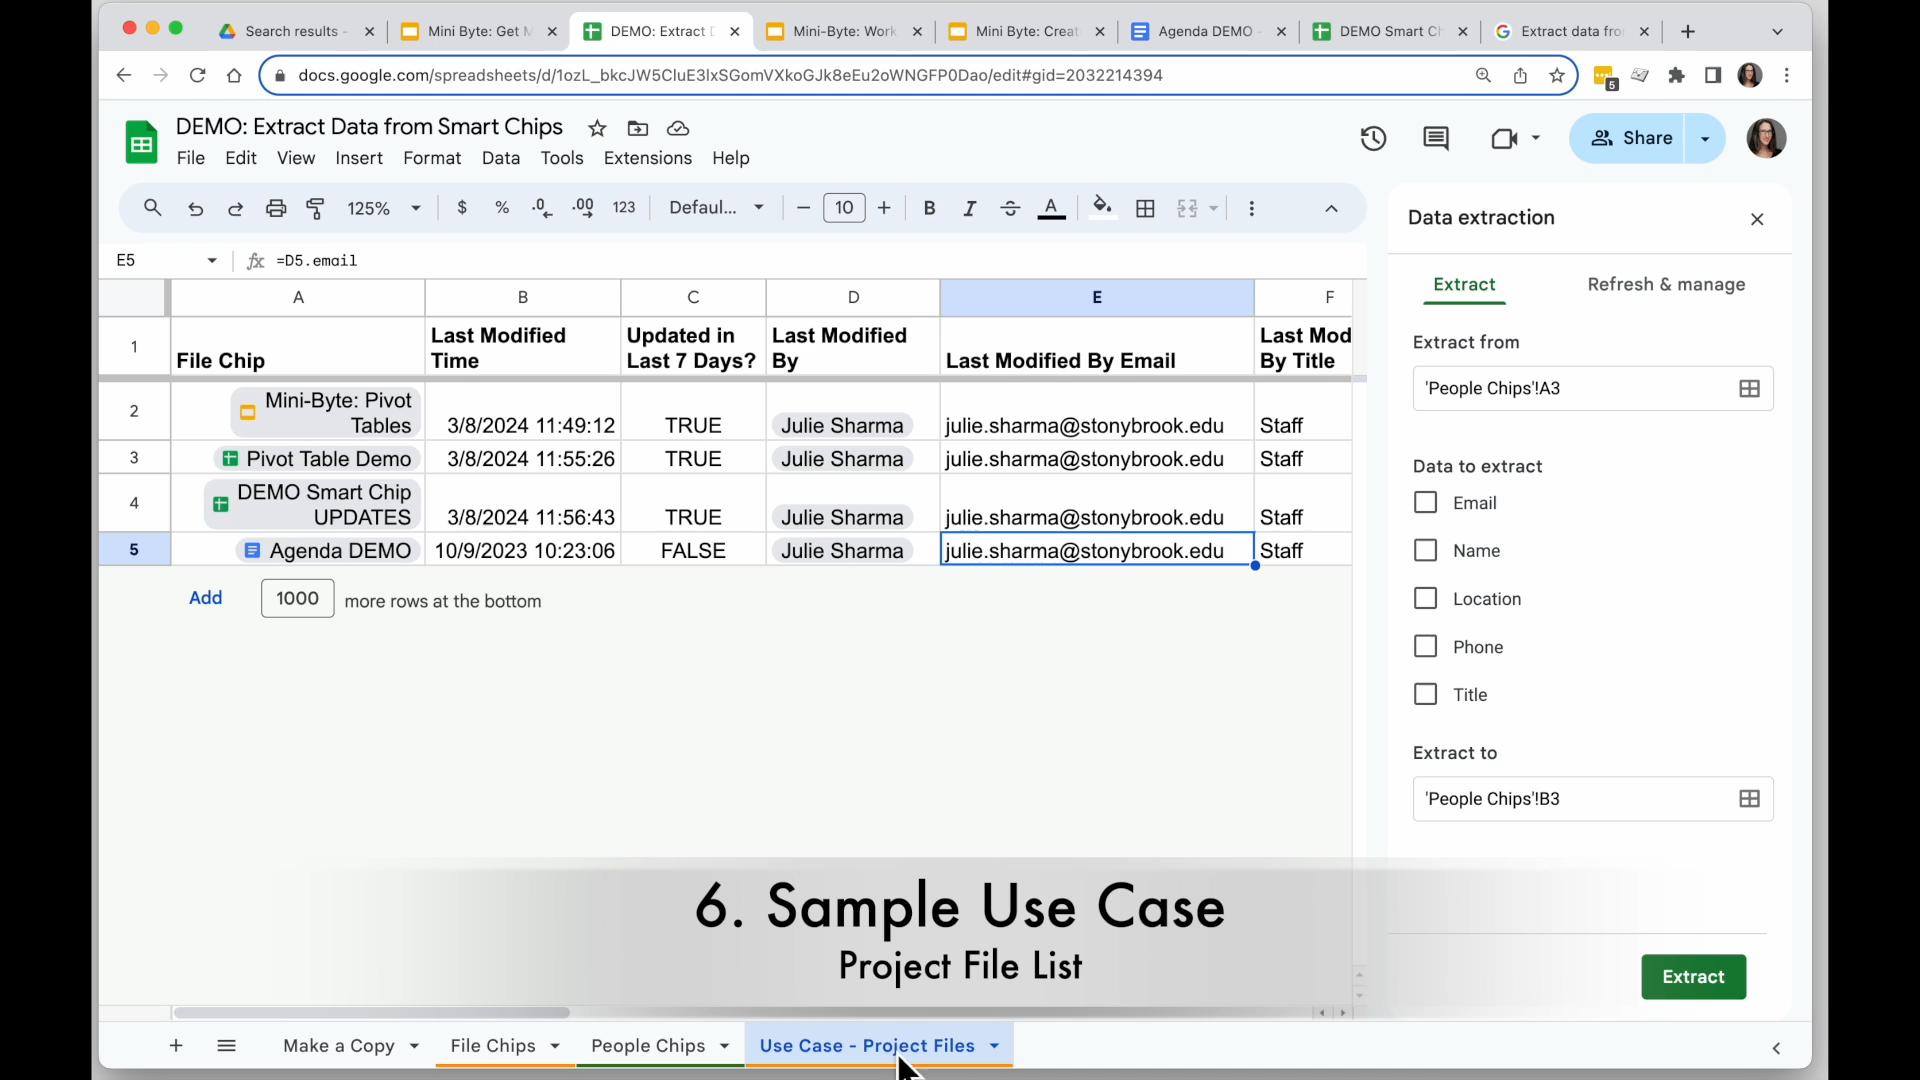 Search results -
Mini Byte: Get M
DEMO: Extract D
Mini-Byte: Work
Mini Byte: Creat
Agenda DEMO -
DEMO Smart Ch
Extract data fro
docs.google.com/spreadsheets/d/1ozL_bkcJW5CluE3lxSGomVXkoGJk8eEu2oWNGFP0Dao/edit#gid=2032214394
5
DEMO: Extract Data from Smart Chips
File Edit View Insert Format Data Tools Extensions Help
Share
125% $ % .0 .00 123 Defaul... 10 B I S A
E5 fx =D5.email
A B C D E F
1 File Chip Last Modified Time Updated in Last 7 Days? Last Modified By Last Modified By Email Last Mod By Title
2 Mini-Byte: Pivot Tables 3/8/2024 11:49:12 TRUE Julie Sharma julie.sharma@stonybrook.edu Staff
3 Pivot Table Demo 3/8/2024 11:55:26 TRUE Julie Sharma julie.sharma@stonybrook.edu Staff
4 DEMO Smart Chip UPDATES 3/8/2024 11:56:43 TRUE Julie Sharma julie.sharma@stonybrook.edu Staff
5 Agenda DEMO 10/9/2023 10:23:06 FALSE Julie Sharma julie.sharma@stonybrook.edu Staff
Add 1000 more rows at the bottom
Data extraction
Extract Refresh & manage
Extract from
'People Chips'!A3
Data to extract
Email
Name
Location
Phone
Title
Extract to
'People Chips'!B3
Extract
6. Sample Use Case
Project File List
Make a Copy File Chips People Chips Use Case - Project Files